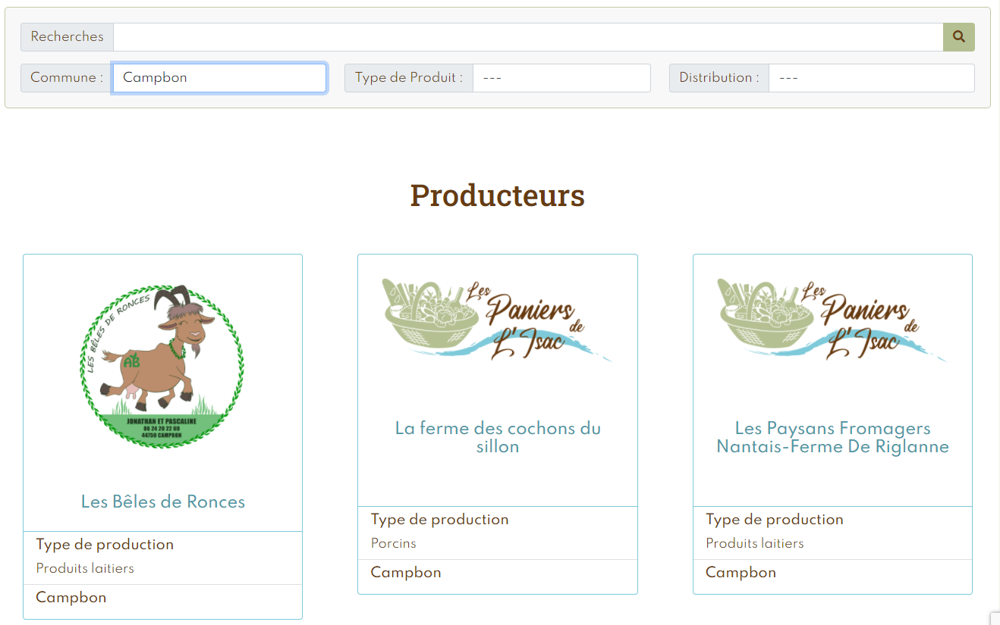 Recherches
Commune :
Campbon
Type de Produit :
---
Distribution :
---
Producteurs
LES BÊLES DE RONCES
AB
JONATHAN ET PASCALINE
06 24 20 22 69
44750 CAMPBON
Les Bêles de Ronces
Type de production
Produits laitiers
Campbon
Les
Paniers
de
L'Isac
La ferme des cochons du
sillon
Type de production
Porcins
Campbon
Les
Paniers
de
L'Isac
Les Paysans Fromagers
Nantais-Ferme De Riglanne
Type de production
Produits laitiers
Campbon